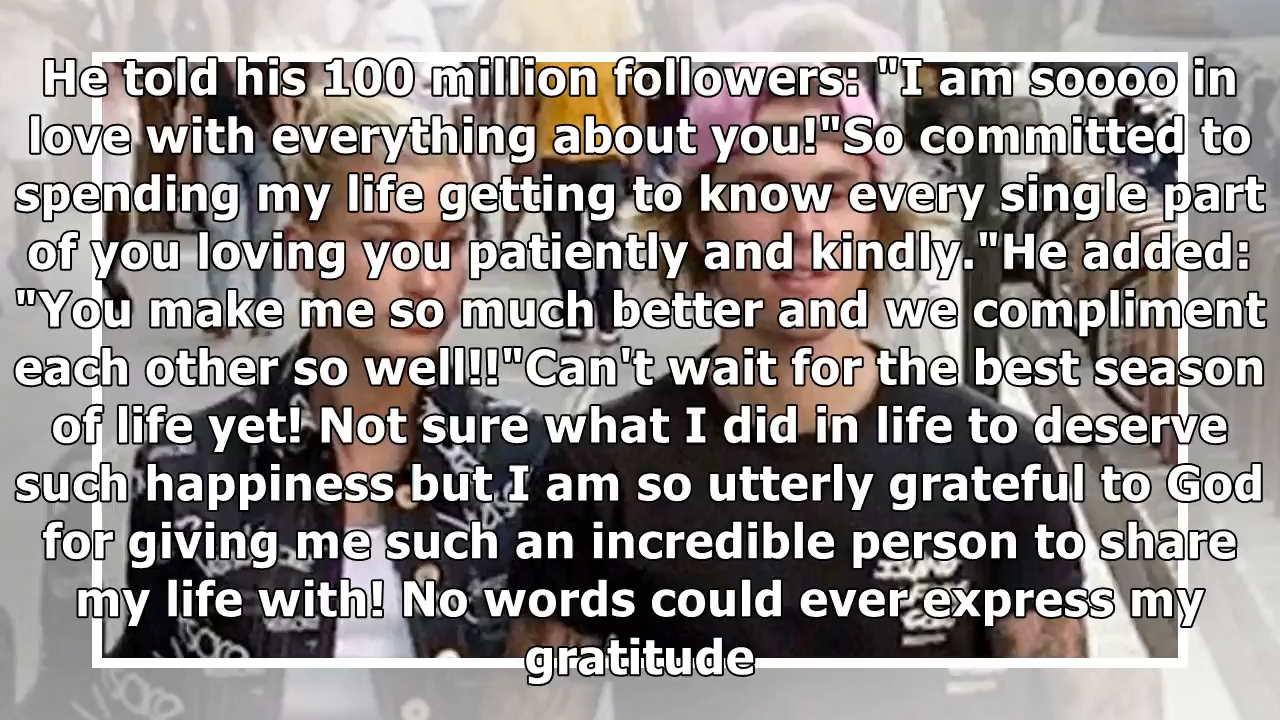 He told his 100 million followers: "I am soooo in
love with everything about you!"So committed to
spending my life getting to know every single part
of you loving you patiently and kindly."He added:
"You make me so much better and we compliment
each other so well!!"Can't wait for the best season
of life yet! Not sure what I did in life to deserve
such happiness but I am so utterly grateful to God
for giving me such an incredible person to share
my life with! No words could ever express my
gratitude